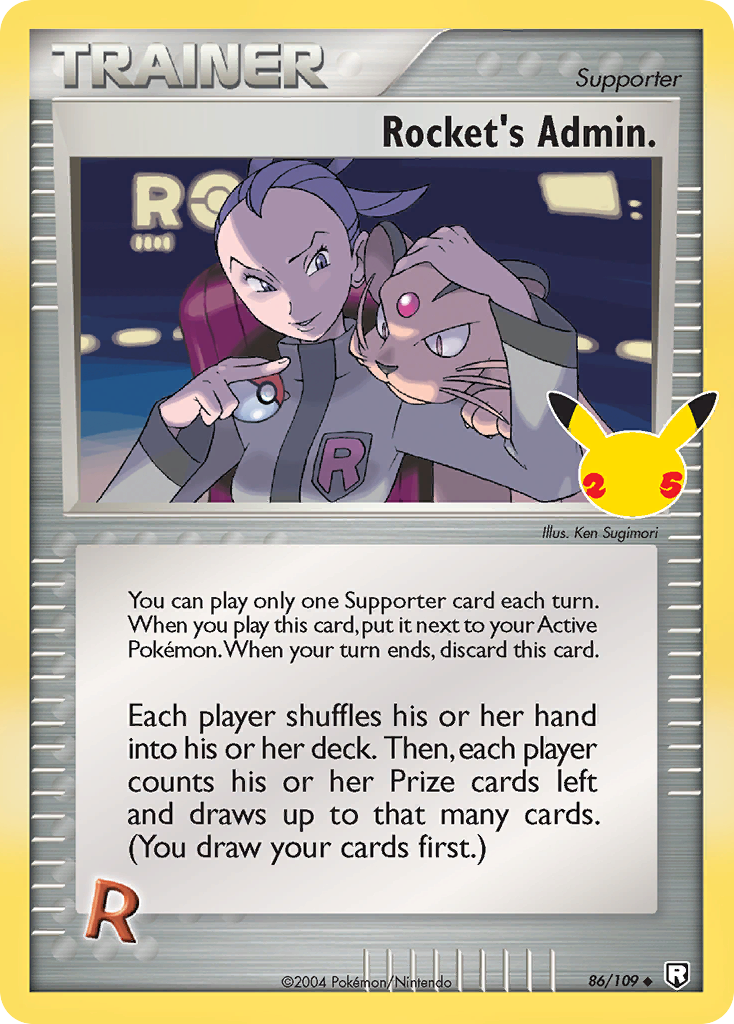 TRAINER
Supporter
Rocket's Admin.
R
R
25
Illus. Ken Sugimori
You can play only one Supporter card each turn.
When you play this card, put it next to your Active
Pokémon. When your turn ends, discard this card.
Each player shuffles his or her hand
into his or her deck. Then, each player
counts his or her Prize cards left
and draws up to that many cards.
(You draw your cards first.)
R
©2004 Pokémon/Nintendo
86/109
R